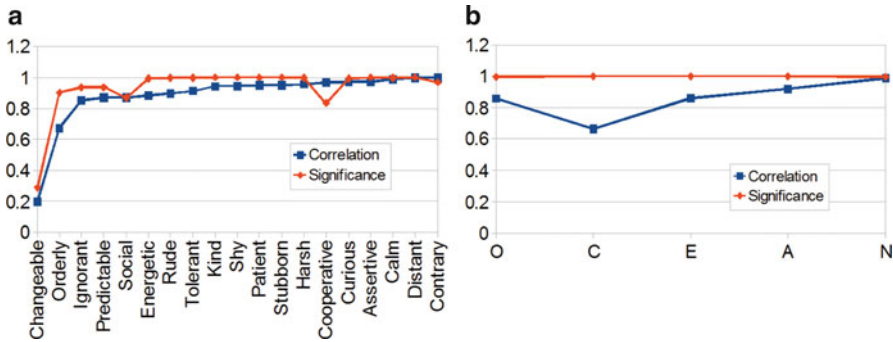 a
1.2
1
0.8
0.6
0.4
0.2
0
Correlation
Significance
Changeable
Orderly
Ignorant
Predictable
Social
Energetic
Rude
Tolerant
Kind
Shy
Patient
Stubborn
Harsh
Cooperative
Curious
Assertive
Calm
Distant
Contrary
b
1.2
1
0.8
0.6
0.4
0.2
0
Correlation
Significance
O C E A N